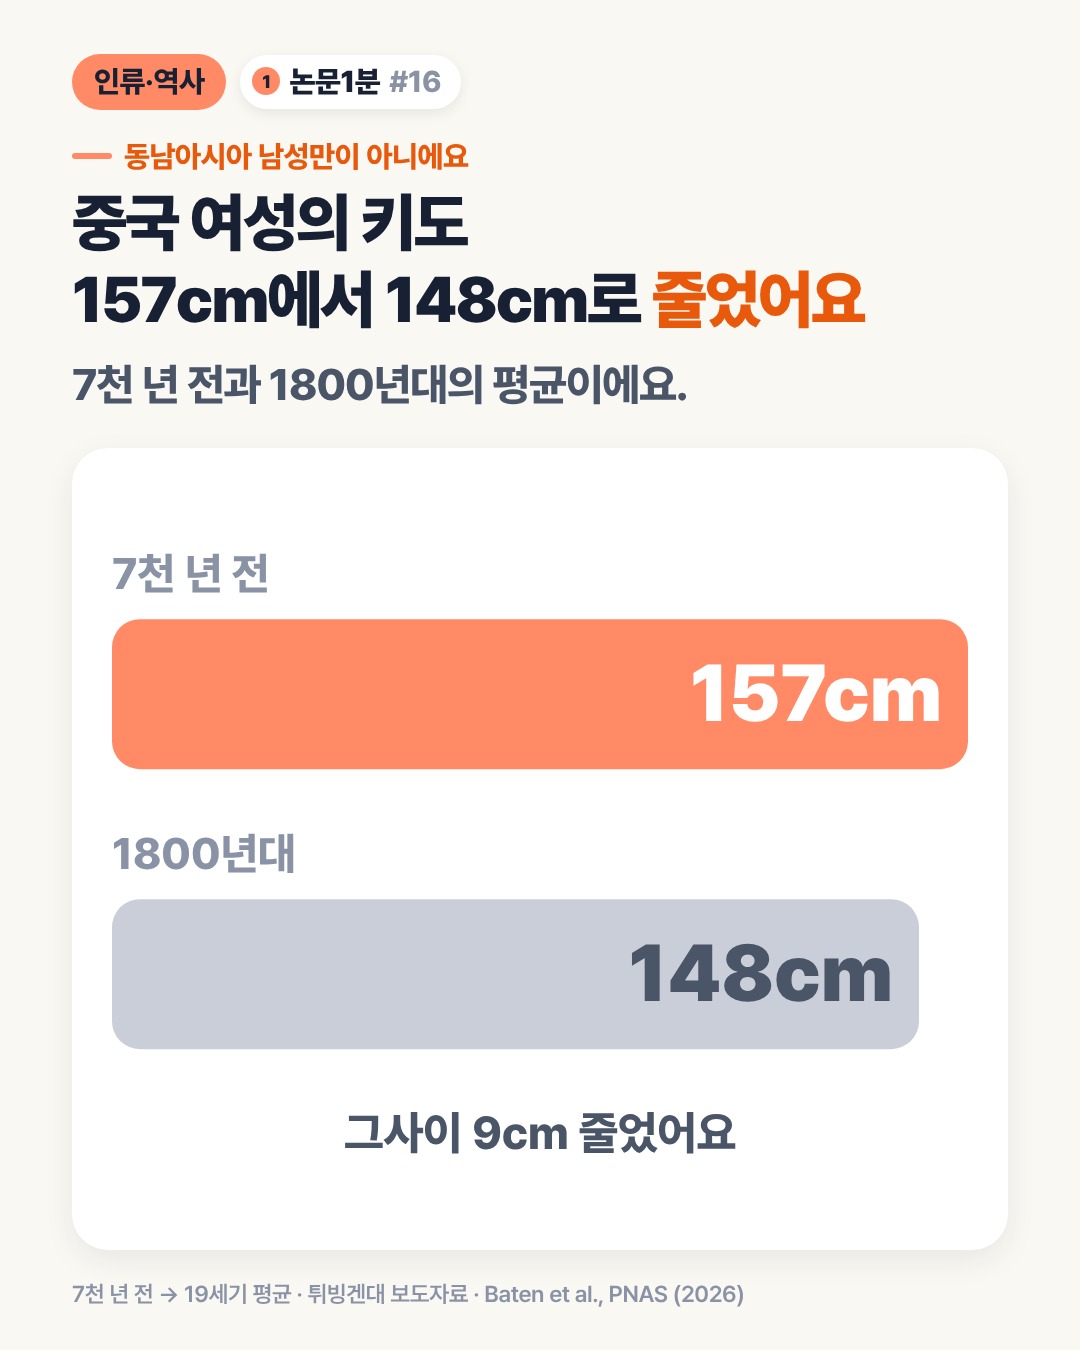 인류·역사
1 논문1분 #16
동남아시아 남성만이 아니에요
중국 여성의 키도
157cm에서 148cm로 줄었어요
7천 년 전과 1800년대의 평균이에요.
7천 년 전
157cm
1800년대
148cm
그사이 9cm 줄었어요
7천 년 전 → 19세기 평균 · 튀빙겐대 보도자료 · Baten et al., PNAS (2026)